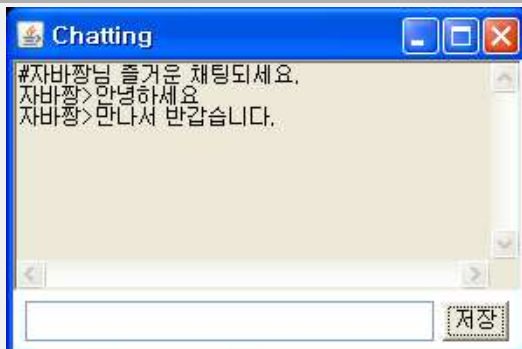 Chatting
#자바짱님 즐거운 채팅되세요.
자바짱>안녕하세요
자바짱>만나서 반갑습니다.
저장